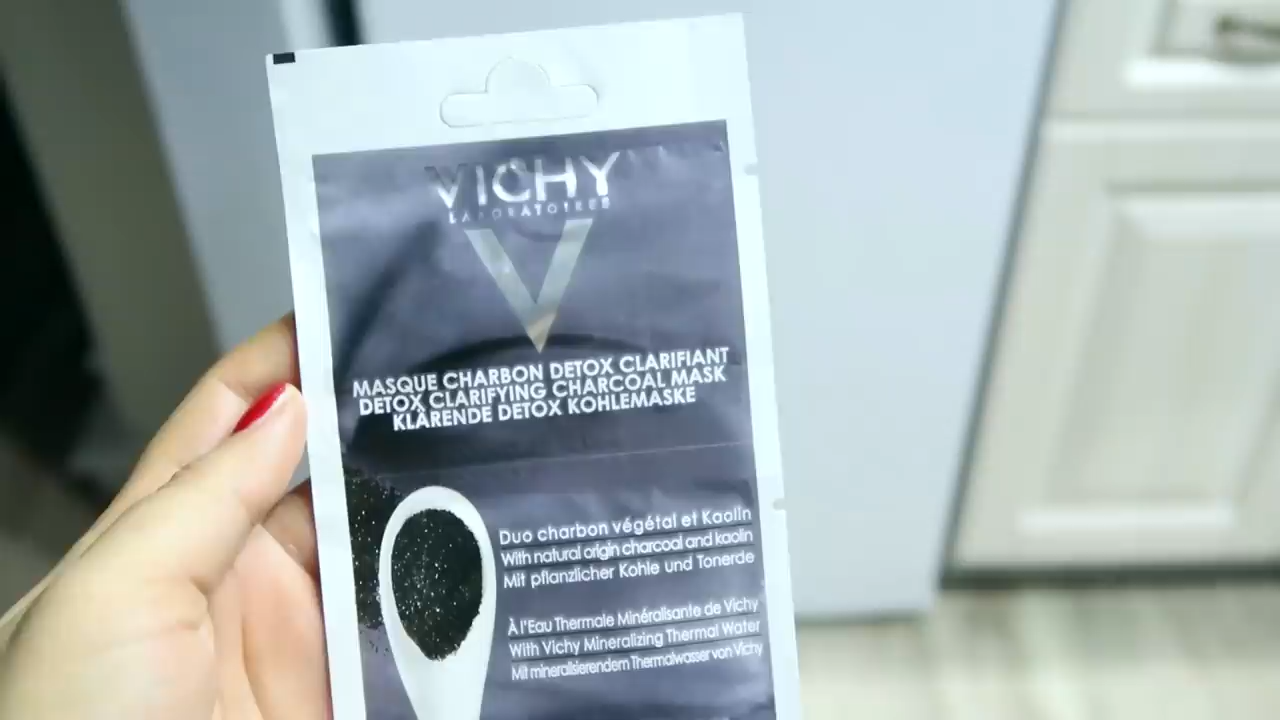 VICHY
LABORATOIRES
MASQUE CHARBON DETOX CLARIFIANT
DETOX CLARIFYING CHARCOAL MASK
KLÄRENDE DETOX KOHLEMASKE
Duo charbon végétal et Kaolin
With natural origin charcoal and kaolin
Mit pflanzlicher Kohle und Tonerde
À l'Eau Thermale Minéralisante de Vichy
With Vichy Mineralizing Thermal Water
Mit mineralisierendem Thermalwasser von Vichy